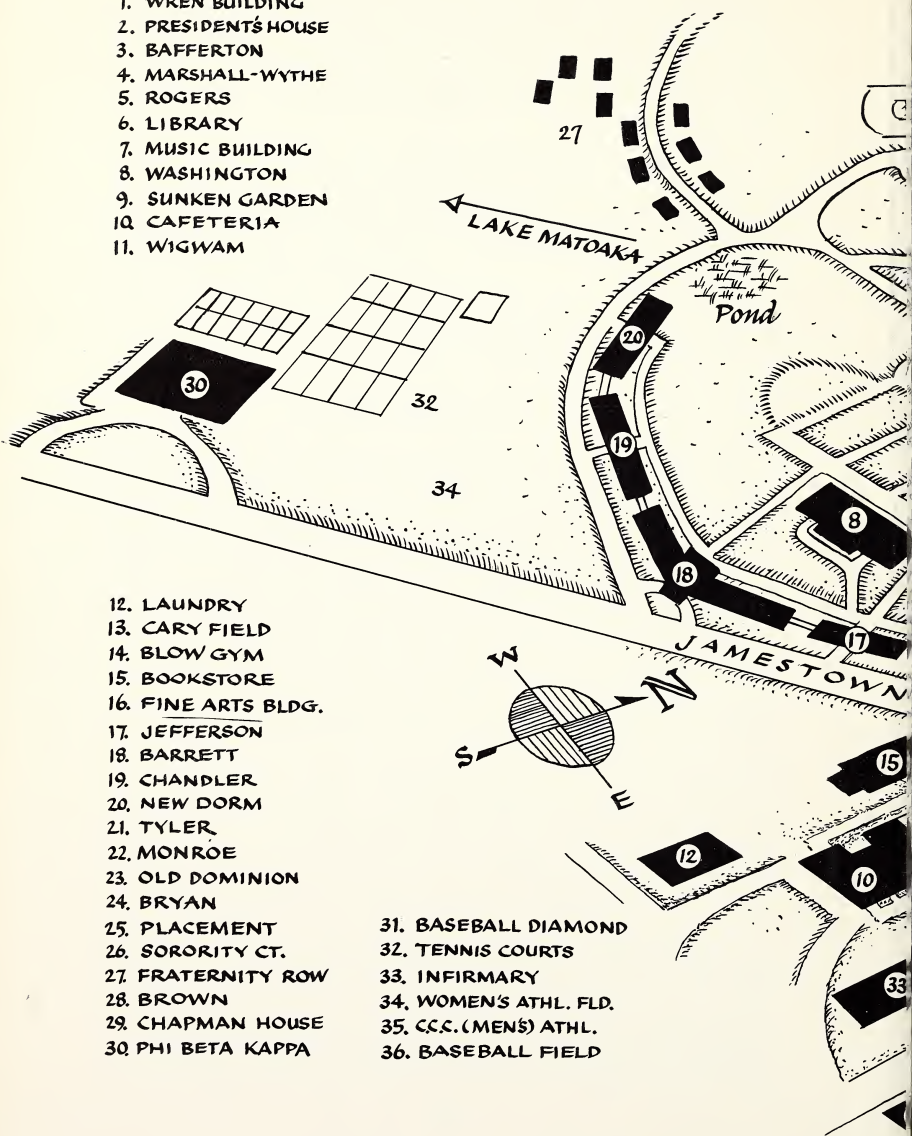 1. WREN BUILDING
2. PRESIDENT'S HOUSE
3. BAFFERTON
4. MARSHALL-WYTHE
5. ROGERS
6. LIBRARY
7. MUSIC BUILDING
8. WASHINGTON
9. SUNKEN GARDEN
10. CAFETERIA
11. WIGWAM
27
LAKE MATOAKA
Pond
20
30
32
19
34
8
18
17
JAMESTOWN
12. LAUNDRY
13. CARY FIELD
14. BLOW GYM
15. BOOKSTORE
16. FINE ARTS BLDG.
17. JEFFERSON
18. BARRETT
19. CHANDLER
20. NEW DORM
21. TYLER
22. MONROE
23. OLD DOMINION
24. BRYAN
25. PLACEMENT
26. SORORITY CT.
27. FRATERNITY ROW
28. BROWN
29. CHAPMAN HOUSE
30. PHI BETA KAPPA
W
N
S
E
15
12
10
33
31. BASEBALL DIAMOND
32. TENNIS COURTS
33. INFIRMARY
34. WOMEN'S ATHL. FLD.
35. C.C.C. (MEN'S) ATHL.
36. BASEBALL FIELD